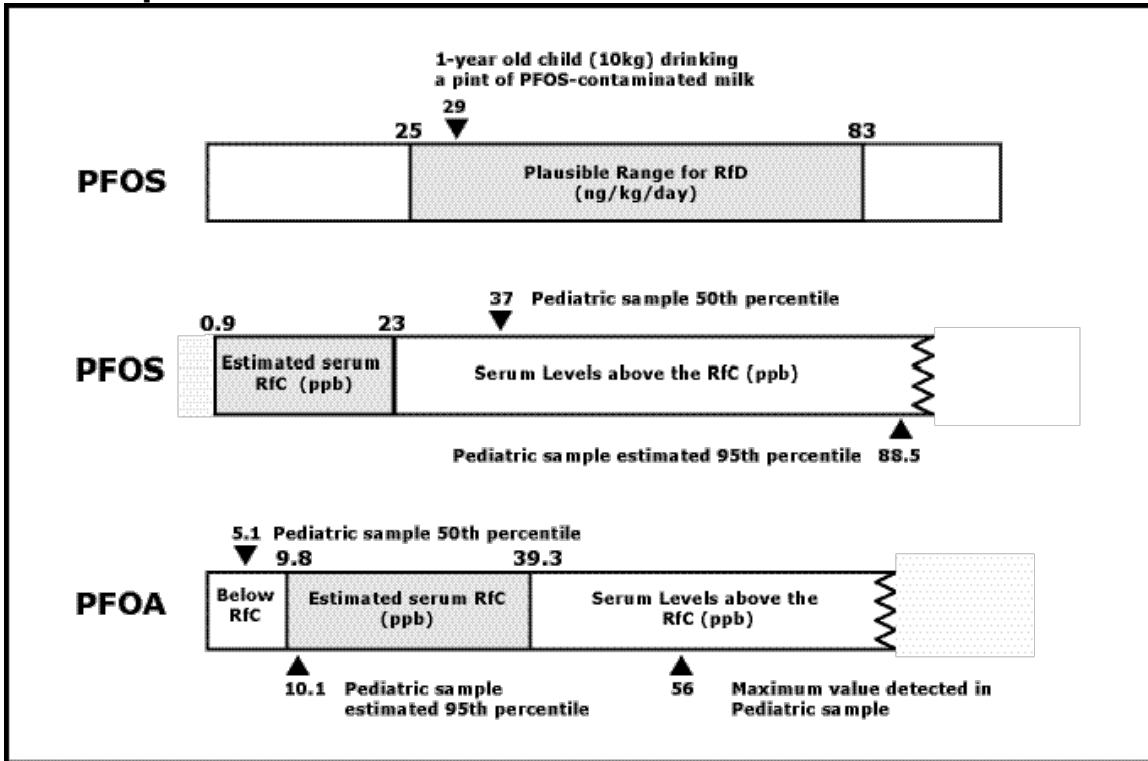 1-year old child (10kg) drinking
a pint of PFOS-contaminated milk
29
25
83
PFOS
Plausible Range for RfD
(ng/kg/day)
37 Pediatric sample 50th percentile
0.9
23
PFOS
Estimated serum
RfC (ppb)
Serum Levels above the RfC (ppb)
Pediatric sample estimated 95th percentile 88.5
5.1 Pediatric sample 50th percentile
9.8
39.3
PFOA
Below
RfC
Estimated serum RfC
(ppb)
Serum Levels above the
RfC (ppb)
10.1 Pediatric sample
estimated 95th percentile
56 Maximum value detected in
Pediatric sample